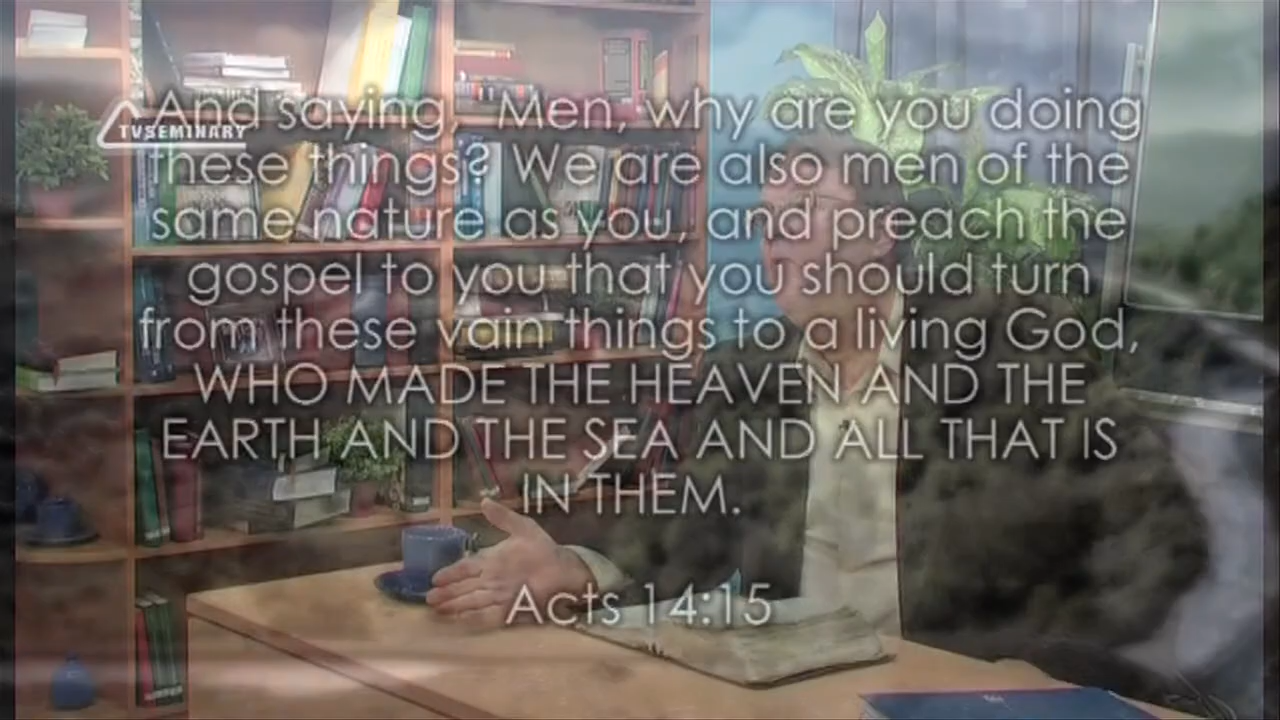 And saying, Men, why are you doing
TVSEMINARY
these things? We are also men of the
same nature as you, and preach the
gospel to you that you should turn
from these vain things to a living God,
WHO MADE THE HEAVEN AND THE
EARTH AND THE SEA AND ALL THAT IS
IN THEM.
Acts 14:15